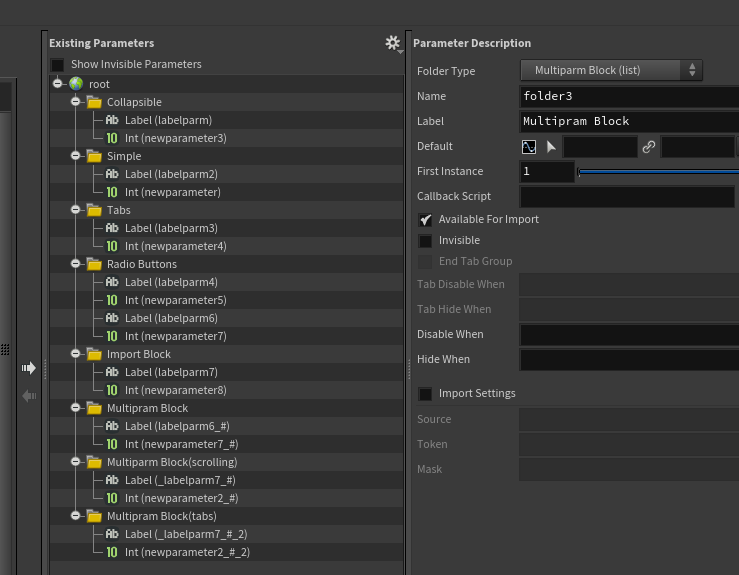 Existing Parameters
Show Invisible Parameters
root
Collapsible
Ab Label (labelparm)
10 Int (newparameter3)
Simple
Ab Label (labelparm2)
10 Int (newparameter)
Tabs
Ab Label (labelparm3)
10 Int (newparameter4)
Radio Buttons
Ab Label (labelparm4)
10 Int (newparameter5)
Ab Label (labelparm6)
10 Int (newparameter7)
Import Block
Ab Label (labelparm7)
10 Int (newparameter8)
Multipram Block
Ab Label (labelparm6_#)
10 Int (newparameter7_#)
Multiparm Block(scrolling)
Ab Label (_labelparm7_#)
10 Int (newparameter2_#)
Multipram Block(tabs)
Ab Label (_labelparm7_#_2)
10 Int (newparameter2_#_2)
Parameter Description
Folder Type Multiparm Block (list)
Name folder3
Label Multipram Block
Default
First Instance 1
Callback Script
Available For Import
Invisible
End Tab Group
Tab Disable When
Tab Hide When
Disable When
Hide When
Import Settings
Source
Token
Mask